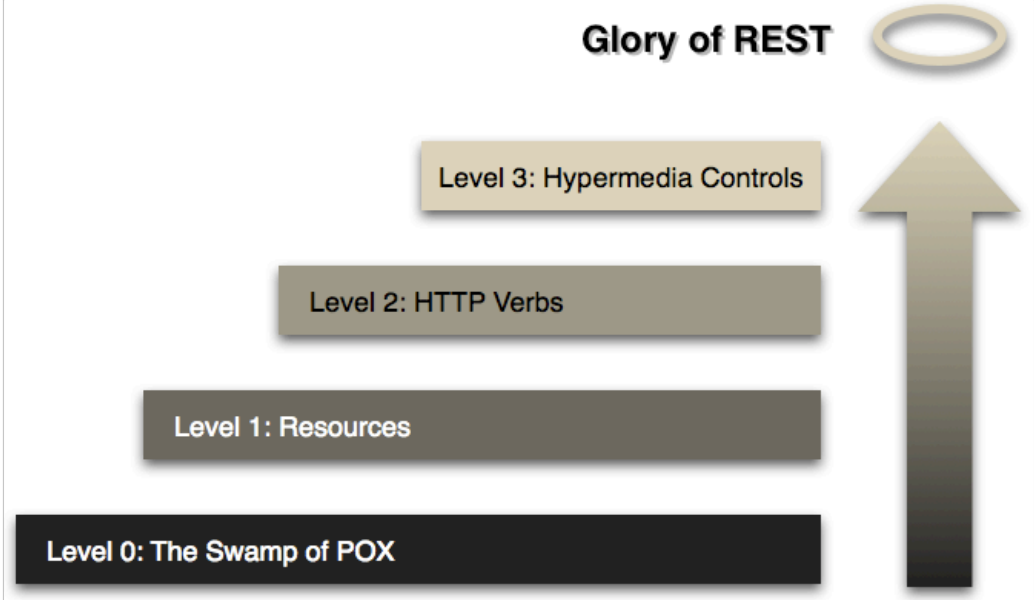 Glory of REST
Level 3: Hypermedia Controls
Level 2: HTTP Verbs
Level 1: Resources
Level 0: The Swamp of POX